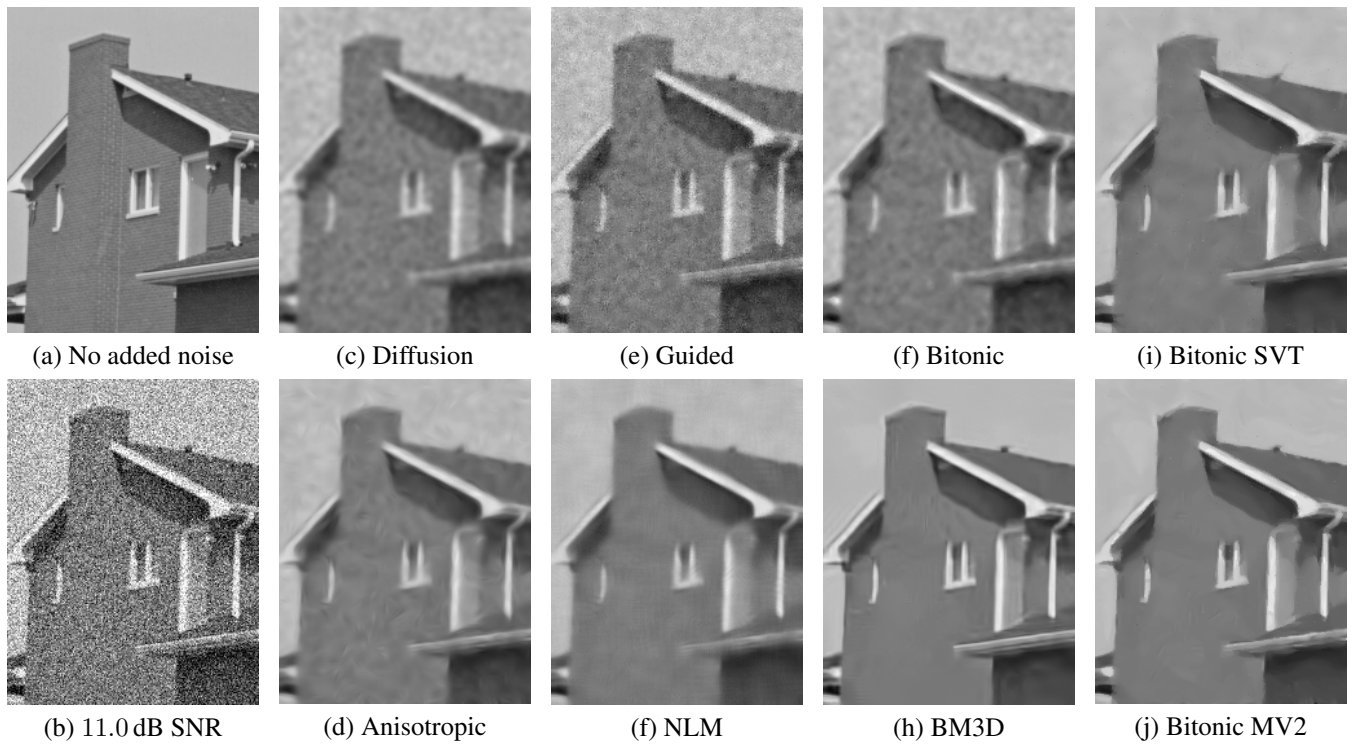 (a) No added noise
(c) Diffusion
(e) Guided
(f) Bitonic
(i) Bitonic SVT
(b) 11.0 dB SNR
(d) Anisotropic
(f) NLM
(h) BM3D
(j) Bitonic MV2